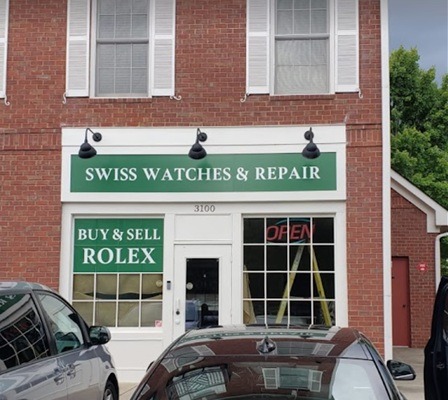 SWISS WATCHES & REPAIR
3100
BUY & SELL
ROLEX
OPEN